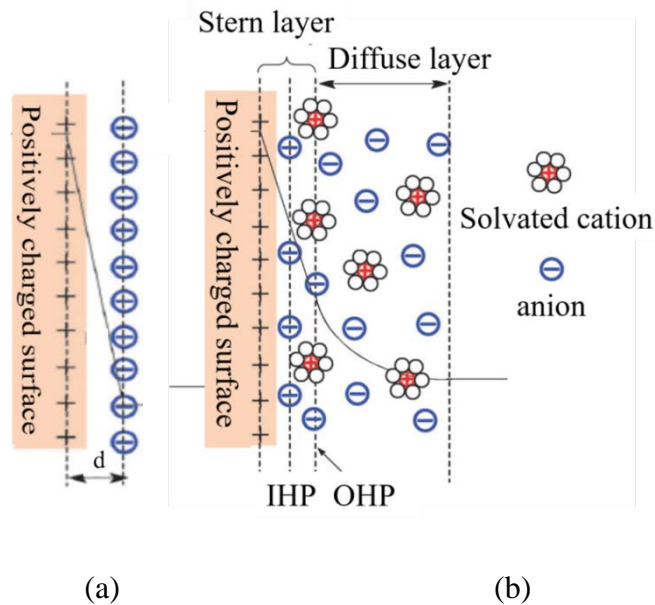 Stern layer
Diffuse layer
Positively charged surface
Positively charged surface
Solvated cation
anion
d
IHP OHP
(a)
(b)